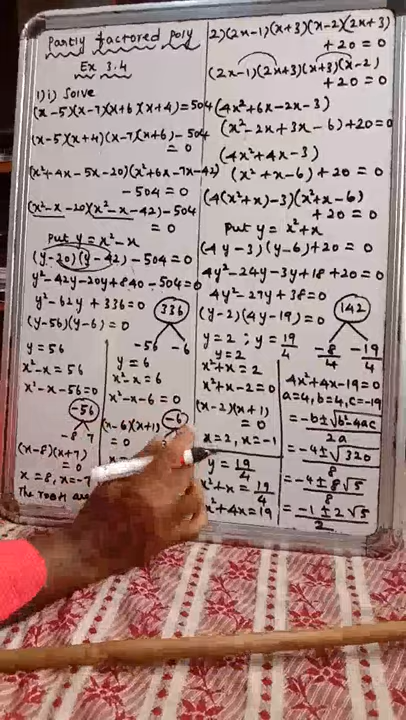 Partly factored poly
Ex 3.4
1) i) Solve
(x-5)(x-7)(x+6)(x+4)=504
(x-5)(x+4)(x-7)(x+6)-504
=0
(x²+4x-5x-20)(x²+6x-7x-42)
-504=0
(x²-x-20)(x²-x-42)-504
=0
Put y=x²-x
(y-20)(y-42)-504=0
y²-42y-20y+840-504=0
y²-62y+336=0
336
(y-56)(y-6)=0
-56 -6
y=56
x²-x=56
x²-x-56=0
-56
-8 7
(x-8)(x+7)
=0
x=8, x=-7
The roots are
y=6
x²-x=6
x²-x-6=0
-6
(x-6)(x+1)
=0
2)(2x-1)(x+3)(x-2)(2x+3)
+20=0
(2x-1)(2x+3)(x+3)(x-2)
+20=0
(4x²+6x-2x-3)
(x²-2x+3x-6)+20=0
(4x²+4x-3)
(x²+x-6)+20=0
(4(x²+x)-3)(x²+x-6)
+20=0
Put y=x²+x
(4y-3)(y-6)+20=0
4y²-24y-3y+18+20=0
4y²-27y+38=0
142
(y-2)(4y-19)=0
-8/4 -19/4
y=2; y=19/4
y=2
x²+x=2
x²+x-2=0
(x-2)(x+1)
=0
x=2, x=-1
y=19/4
x²+x=19/4
x²+4x=19
4x²+4x-19=0
a=4, b=4, c=-19
=-b±√b²-4ac/2a
=-4±√320/8
=-4±8√5/8
=-1±2√5/2